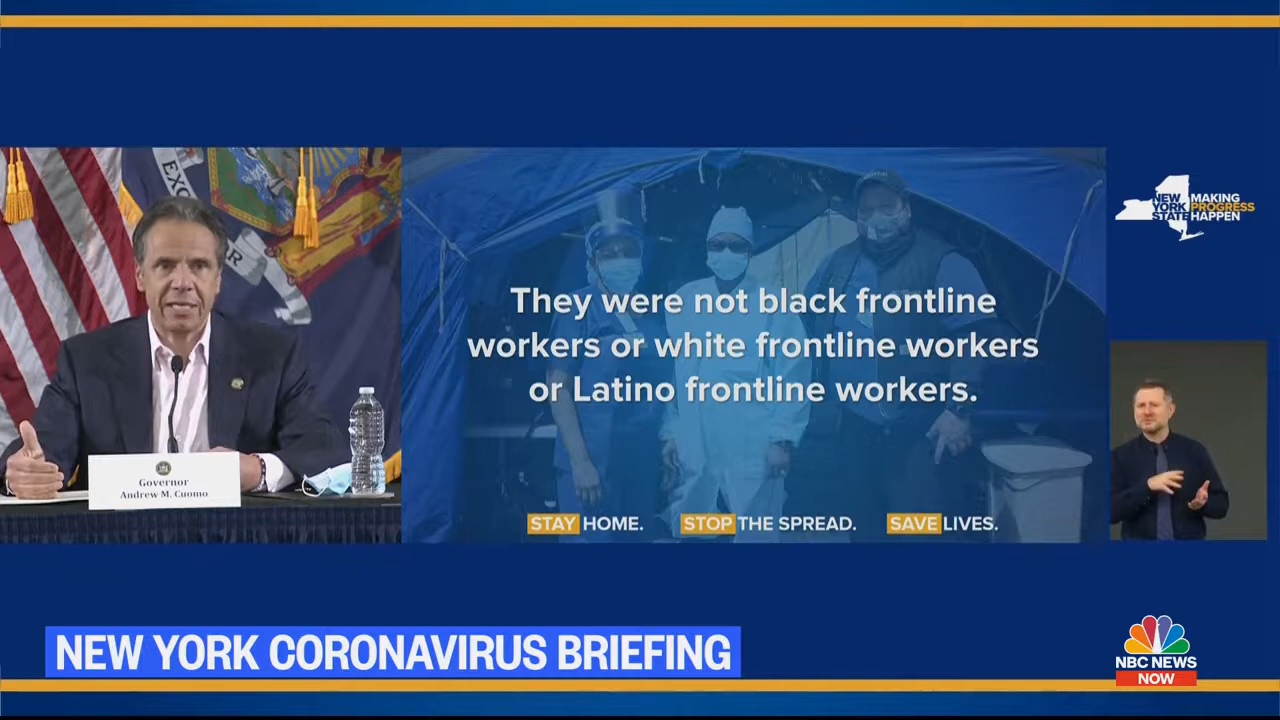 EXC
R
Governor
Andrew M. Cuomo
They were not black frontline
workers or white frontline workers
or Latino frontline workers.
STAY HOME. STOP THE SPREAD. SAVE LIVES.
NEW
YORK
STATE
MAKING
PROGRESS
HAPPEN
NEW YORK CORONAVIRUS BRIEFING
NBC NEWS
NOW